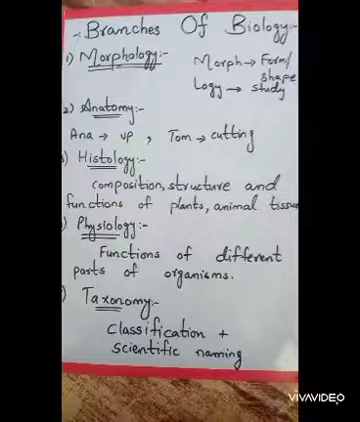 Branches Of Biology:-
1) Morphology:-
Morph → Form/
shape
Logy → study
2) Anatomy:-
Ana → up , Tom → cutting
) Histology:-
composition, structure and
functions of plants, animal tissue
) Physiology:-
Functions of different
parts of organisms.
) Taxonomy:-
Classification +
scientific naming
VIVAVIDEO